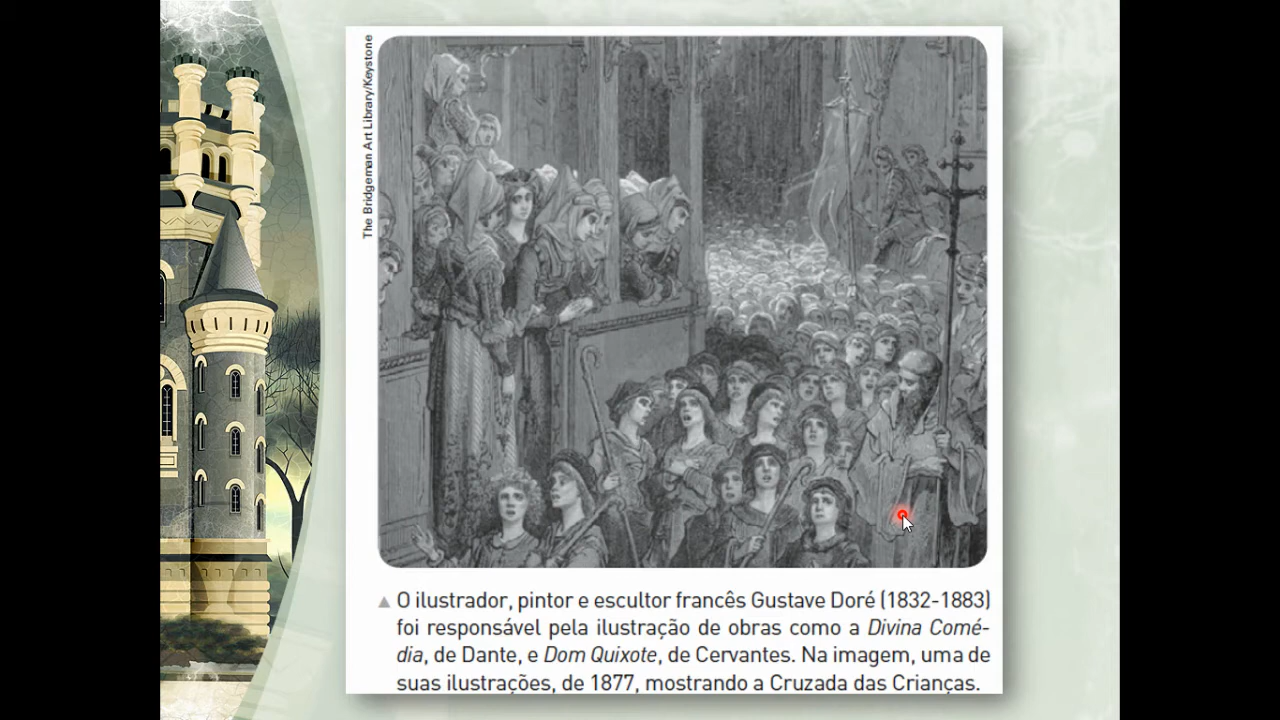 The Bridgeman Art Library/Keystone
▲ O ilustrador, pintor e escultor francês Gustave Doré (1832-1883)
foi responsável pela ilustração de obras como a Divina Comé-
dia, de Dante, e Dom Quixote, de Cervantes. Na imagem, uma de
suas ilustrações, de 1877, mostrando a Cruzada das Crianças.